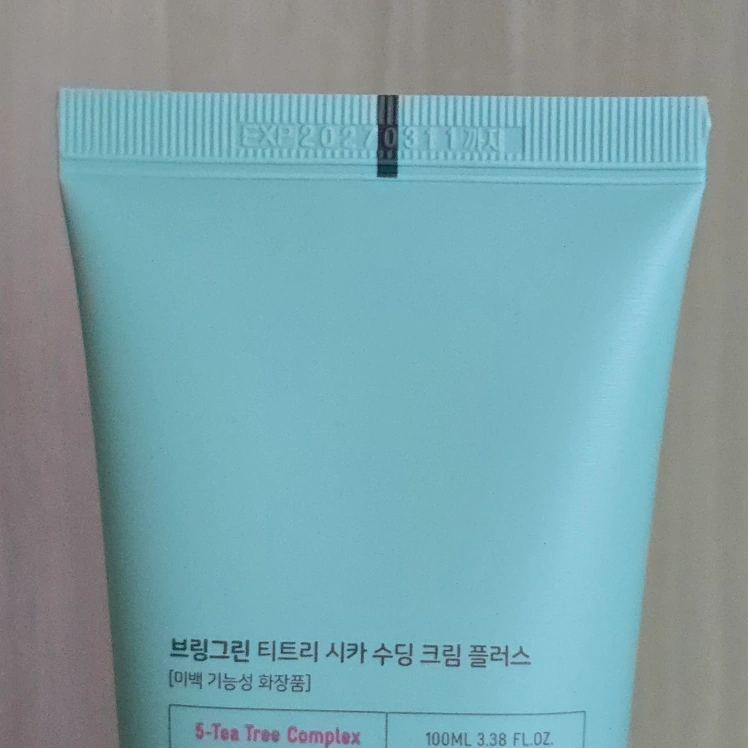 EXP20270311까지
브링그린 티트리 시카 수딩 크림 플러스
[미백 기능성 화장품]
5-Tea Tree Complex
100ML 3.38 FL.OZ.